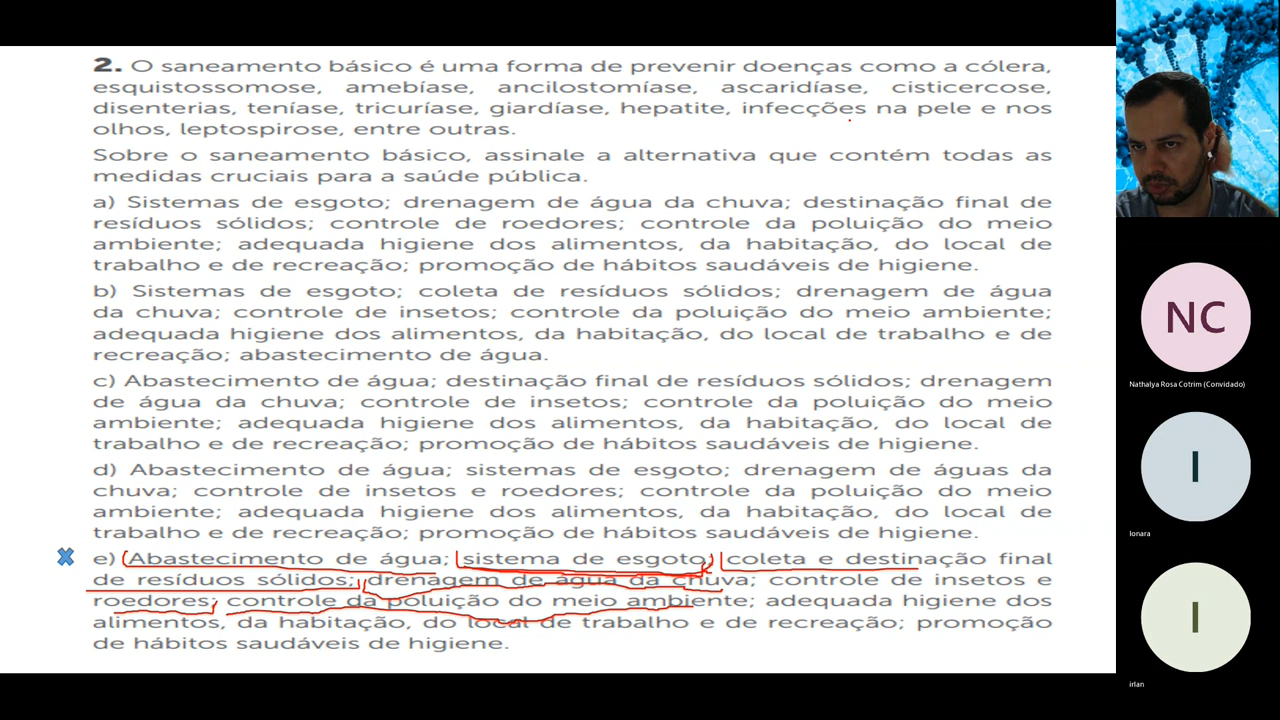 2. O saneamento básico é uma forma de prevenir doenças como a cólera,
esquistossomose, amebíase, ancilostomíase, ascaridíase, cisticercose,
disenterias, teníase, tricuríase, giardíase, hepatite, infecções na pele e nos
olhos, leptospirose, entre outras.
Sobre o saneamento básico, assinale a alternativa que contém todas as
medidas cruciais para a saúde pública.
a) Sistemas de esgoto; drenagem de água da chuva; destinação final de
resíduos sólidos; controle de roedores; controle da poluição do meio
ambiente; adequada higiene dos alimentos, da habitação, do local de
trabalho e de recreação; promoção de hábitos saudáveis de higiene.
b) Sistemas de esgoto; coleta de resíduos sólidos; drenagem de água
da chuva; controle de insetos; controle da poluição do meio ambiente;
adequada higiene dos alimentos, da habitação, do local de trabalho e de
recreação; abastecimento de água.
c) Abastecimento de água; destinação final de resíduos sólidos; drenagem
de água da chuva; controle de insetos; controle da poluição do meio
ambiente; adequada higiene dos alimentos, da habitação, do local de
trabalho e de recreação; promoção de hábitos saudáveis de higiene.
d) Abastecimento de água; sistemas de esgoto; drenagem de águas da
chuva; controle de insetos e roedores; controle da poluição do meio
ambiente; adequada higiene dos alimentos, da habitação, do local de
trabalho e de recreação; promoção de hábitos saudáveis de higiene.
e) Abastecimento de água; sistema de esgoto; coleta e destinação final
de resíduos sólidos; drenagem de água da chuva; controle de insetos e
roedores; controle da poluição do meio ambiente; adequada higiene dos
alimentos, da habitação, do local de trabalho e de recreação; promoção
de hábitos saudáveis de higiene.
NC
Nathalya Rosa Cotrim (Convidado)
I
Ionara
I
irlan